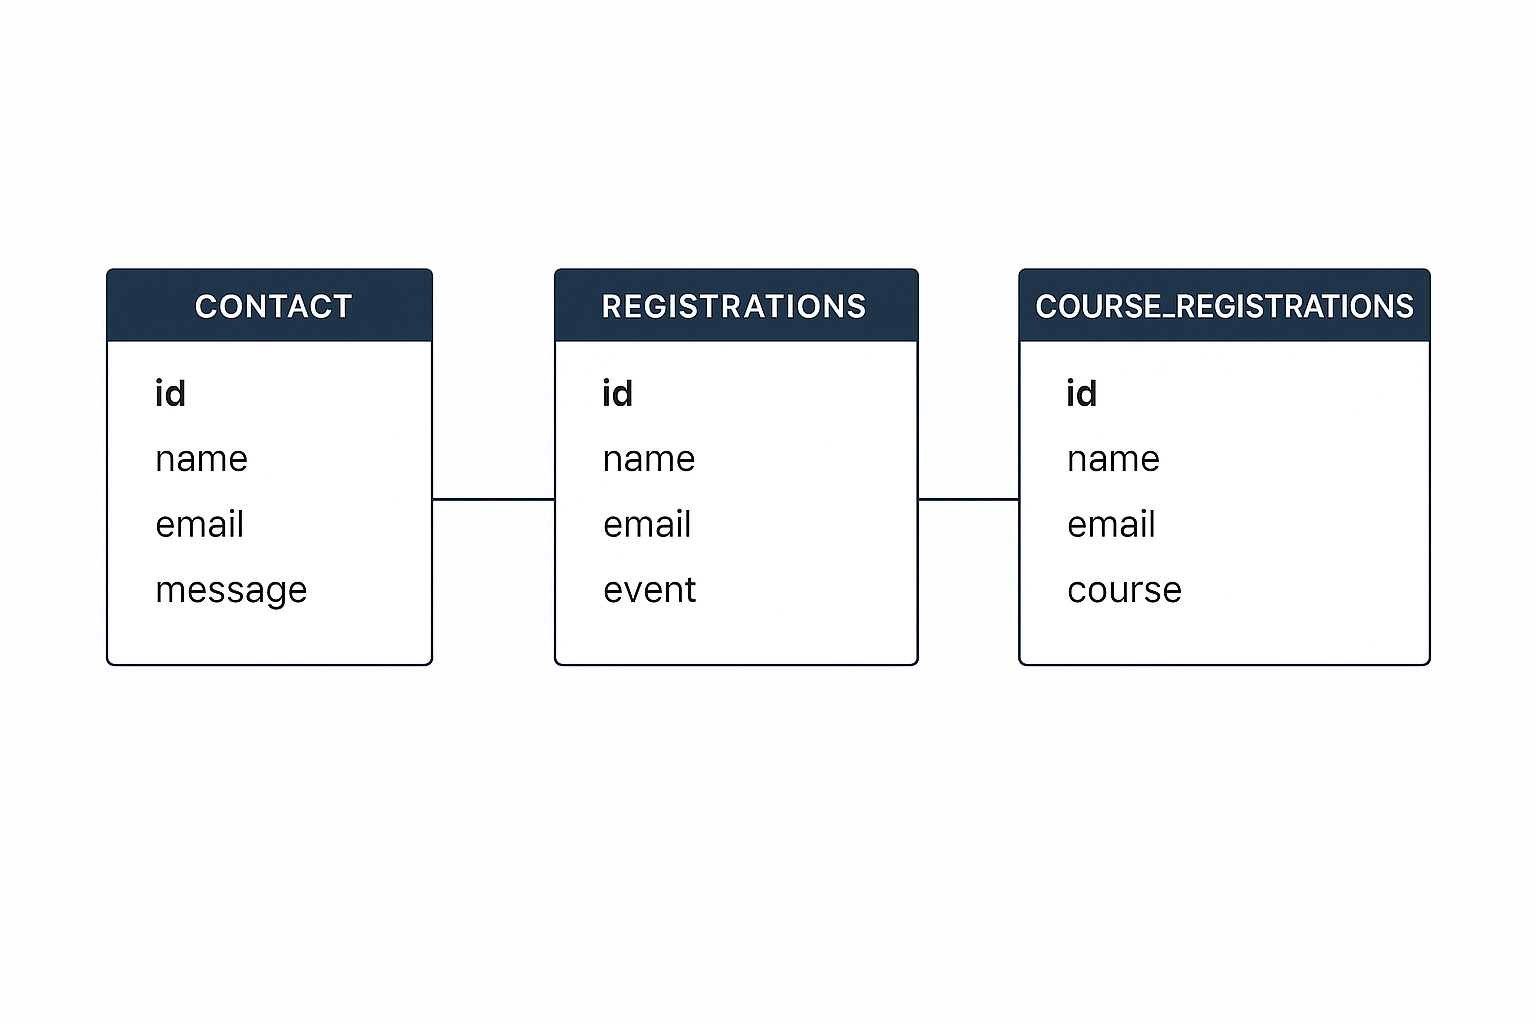 CONTACT
id
name
email
message
REGISTRATIONS
id
name
email
event
COURSE_REGISTRATIONS
id
name
email
course